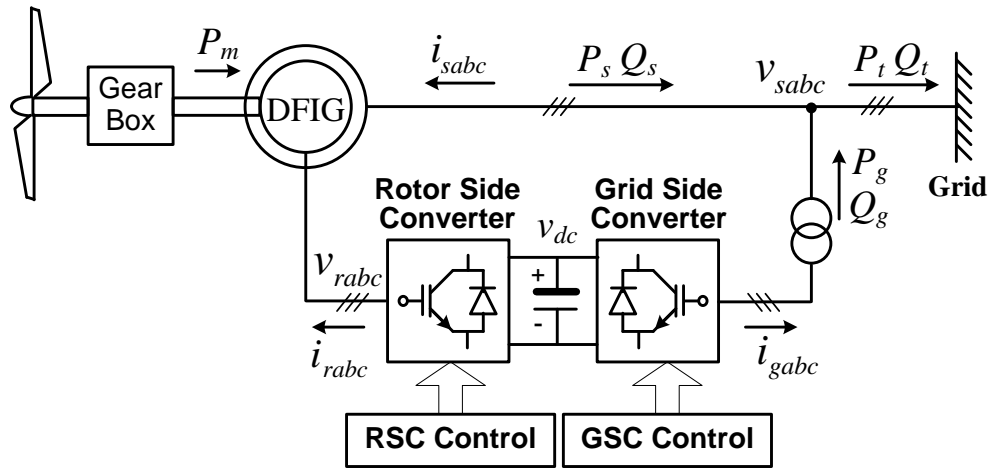 P_m
i_sabc
P_s Q_s
v_sabc
P_t Q_t
Gear
Box
DFIG
P_g
Q_g
Grid
Rotor Side
Converter
Grid Side
Converter
v_dc
v_rabc
+
-
i_rabc
i_gabc
RSC Control
GSC Control